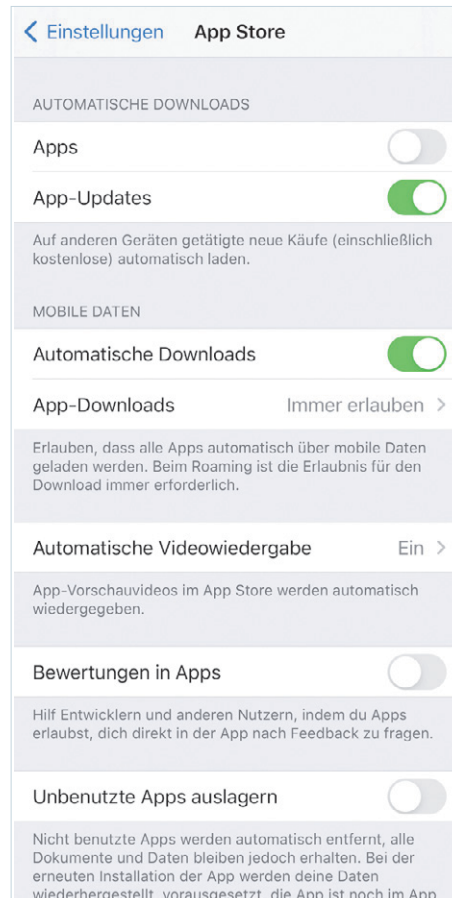 Einstellungen App Store
AUTOMATISCHE DOWNLOADS
Apps
App-Updates
Auf anderen Geräten getätigte neue Käufe (einschließlich
kostenlose) automatisch laden.
MOBILE DATEN
Automatische Downloads
App-Downloads Immer erlauben
Erlauben, dass alle Apps automatisch über mobile Daten
geladen werden. Beim Roaming ist die Erlaubnis für den
Download immer erforderlich.
Automatische Videowiedergabe Ein
App-Vorschauvideos im App Store werden automatisch
wiedergegeben.
Bewertungen in Apps
Hilf Entwicklern und anderen Nutzern, indem du Apps
erlaubst, dich direkt in der App nach Feedback zu fragen.
Unbenutzte Apps auslagern
Nicht benutzte Apps werden automatisch entfernt, alle
Dokumente und Daten bleiben jedoch erhalten. Bei der
erneuten Installation der App werden deine Daten
wiederhergestellt, vorausgesetzt, die App ist noch im App